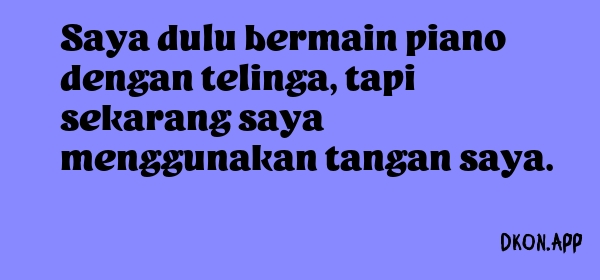 Saya dulu bermain piano
dengan telinga, tapi
sekarang saya
menggunakan tangan saya.
DKON.APP